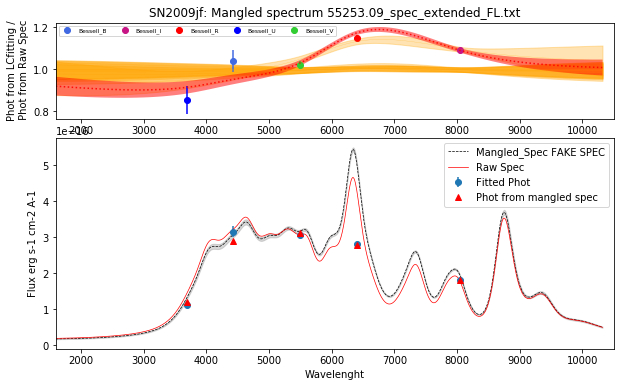 SN2009jf: Mangled spectrum 55253.09_spec_extended_FL.txt
Phot from LCfitting /
Phot from Raw Spec
1.2
1.0
0.8
Bessell_B
Bessell_I
Bessell_R
Bessell_U
Bessell_V
2000 3000 4000 5000 6000 7000 8000 9000 10000
1e−16
Flux erg s-1 cm-2 A-1
5
4
3
2
1
0
Mangled_Spec FAKE SPEC
Raw Spec
Fitted Phot
Phot from mangled spec
2000 3000 4000 5000 6000 7000 8000 9000 10000
Wavelenght